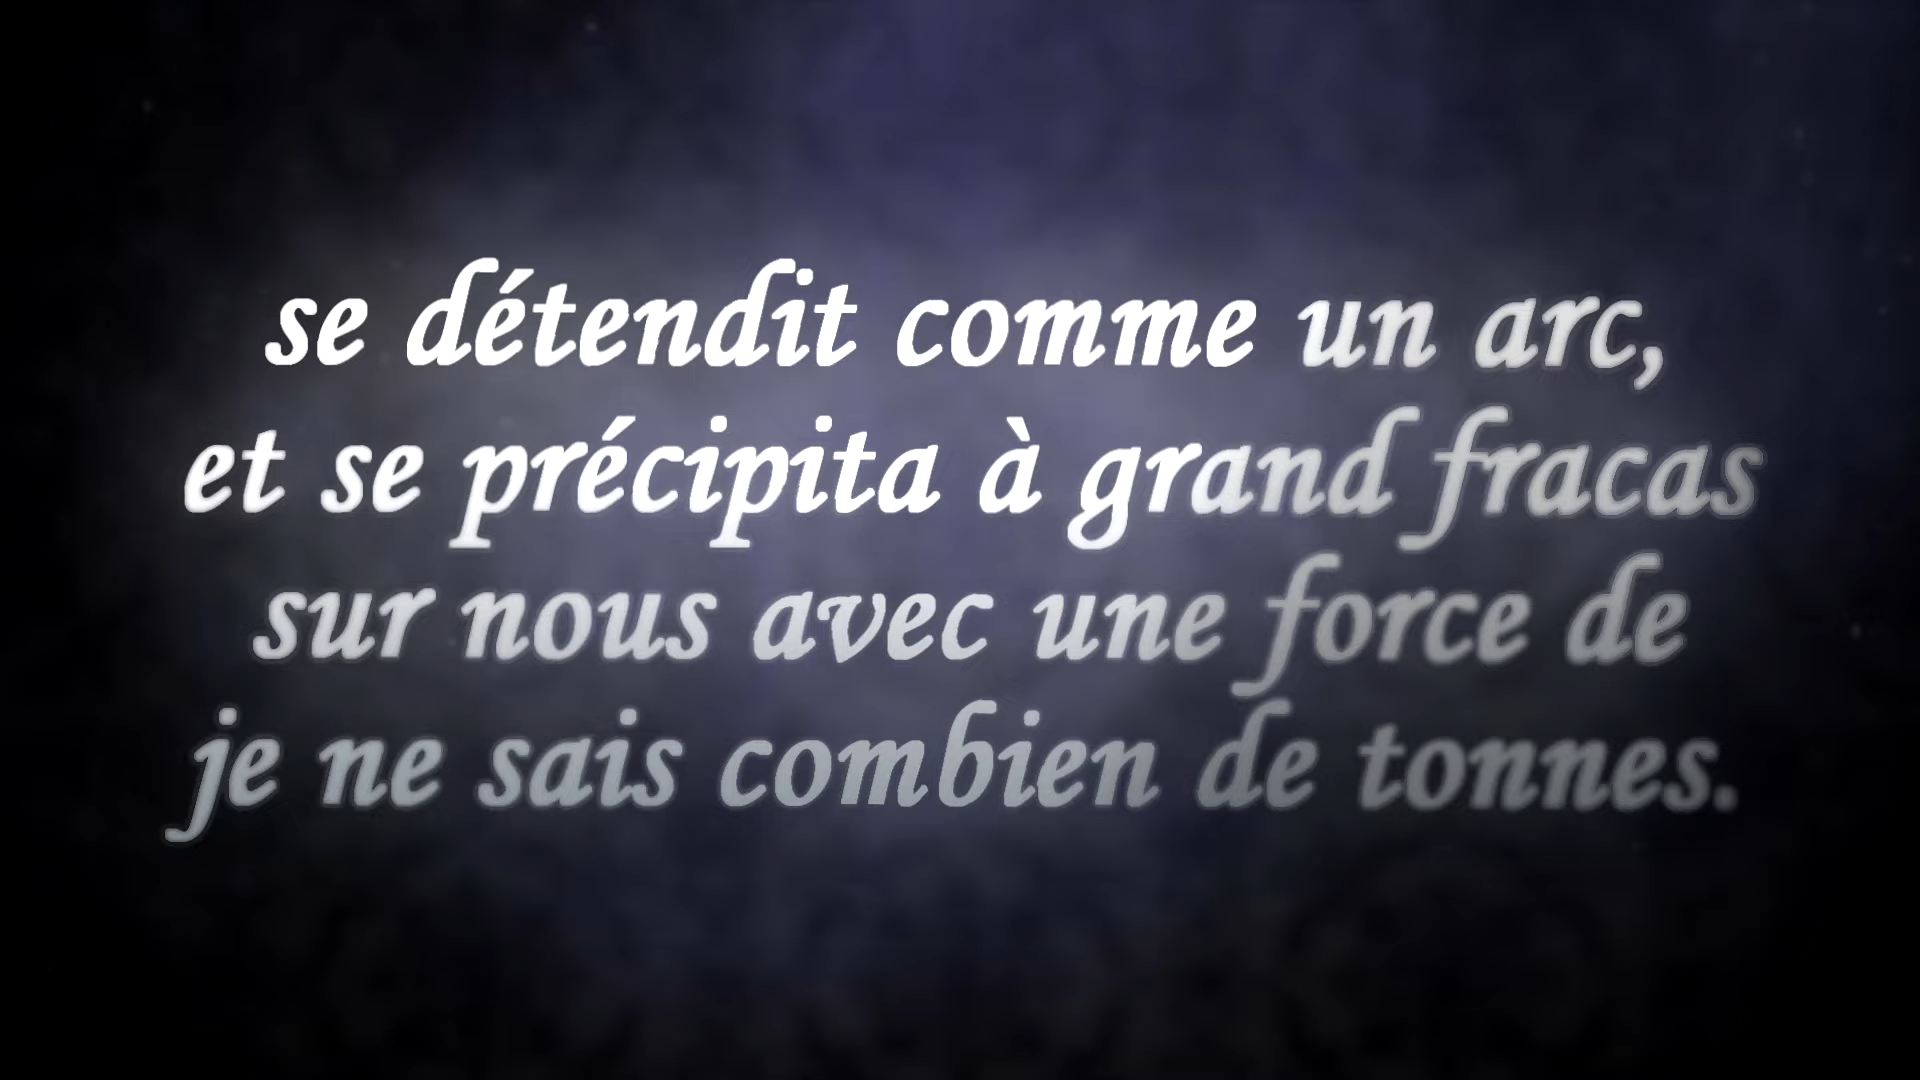 se détendit comme un arc,
et se précipita à grand fracas
sur nous avec une force de
je ne sais combien de tonnes.